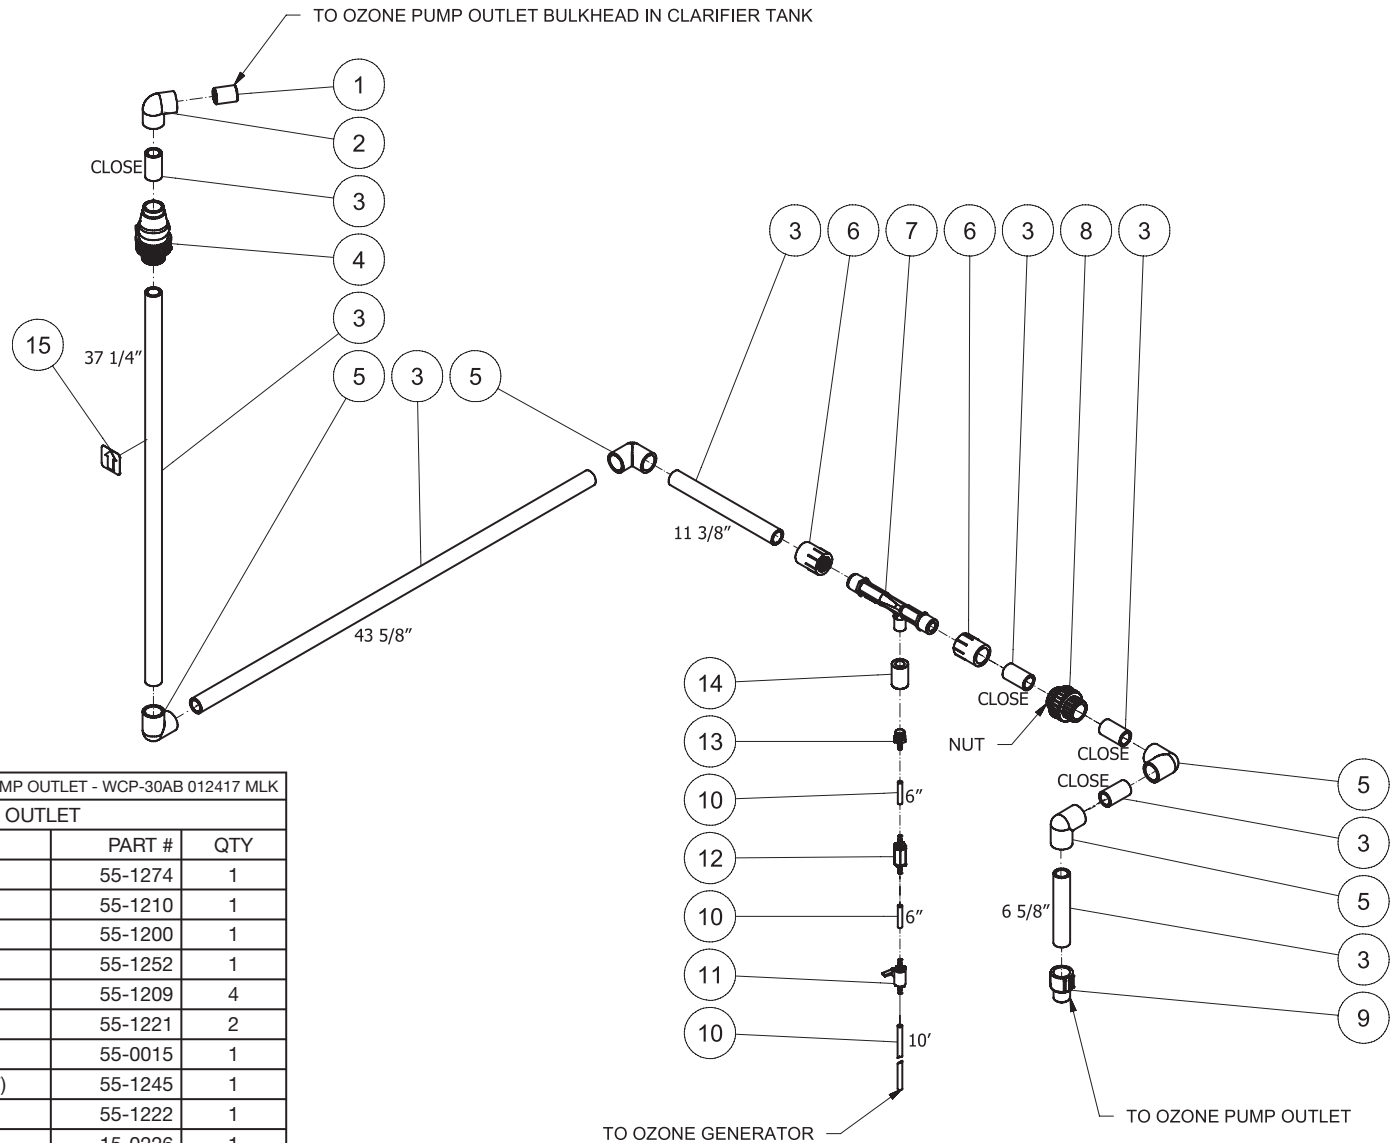 TO OZONE PUMP OUTLET BULKHEAD IN CLARIFIER TANK
1
2
CLOSE
3
4
3
15
37 1/4"
5 3 5
3 6 7 6 3 8 3
11 3/8"
43 5/8"
14
CLOSE
NUT
13
CLOSE
CLOSE
5
10
6"
3
12
5
10
6"
6 5/8"
3
11
9
10
10'
TO OZONE PUMP OUTLET
TO OZONE GENERATOR
OUTLET - WCP-30AB 012417 MLK
OUTLET
PART # QTY
55-1274 1
55-1210 1
55-1200 1
55-1252 1
55-1209 4
55-1221 2
55-0015 1
) 55-1245 1
55-1222 1